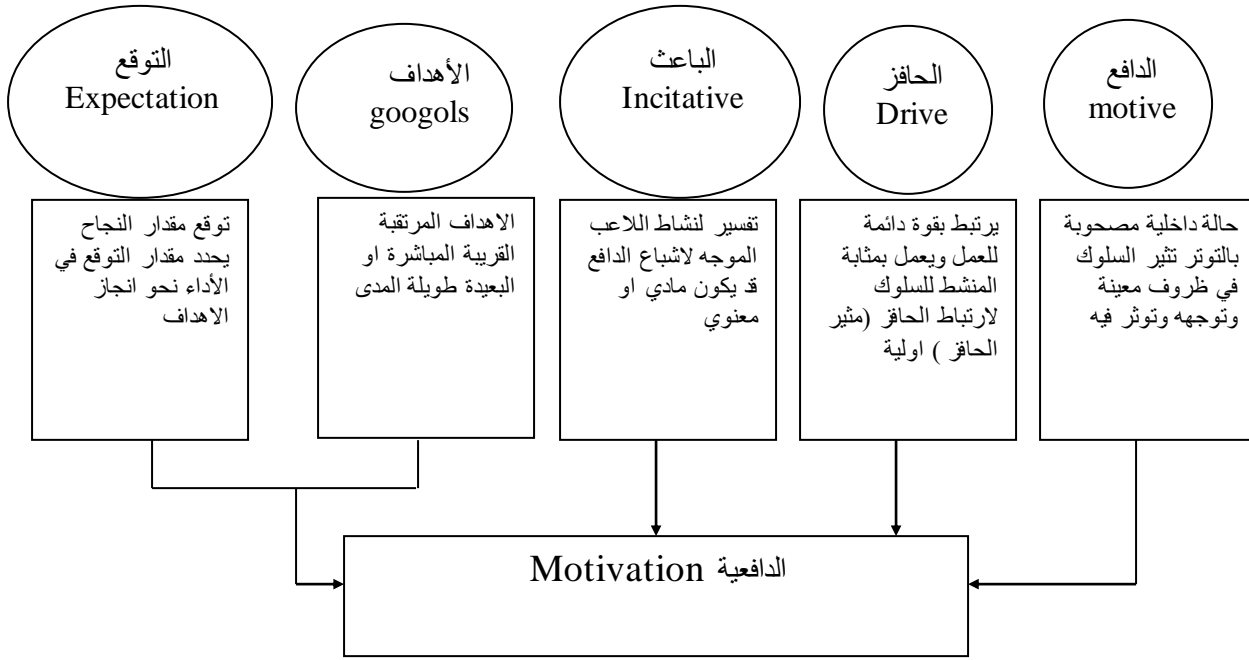 الدافع
motive
الحافز
Drive
الباعث
Incitative
الأهداف
googols
التوقع
Expectation
حالة داخلية مصحوبة
بالتوتر تثير السلوك
في ظروف معينة
وتوجهه وتوثر فيه
يرتبط بقوة دائمة
للعمل ويعمل بمثابة
المنشط للسلوك
لارتباط الحافز (مثير
الحافز ) اولية
تفسير لنشاط اللاعب
الموجه لاشباع الدافع
قد يكون مادي او
معنوي
الاهداف المرتقبة
القريبة المباشرة او
البعيدة طويلة المدى
توقع مقدار النجاح
يحدد مقدار التوقع في
الأداء نحو انجاز
الاهداف
الدافعية Motivation